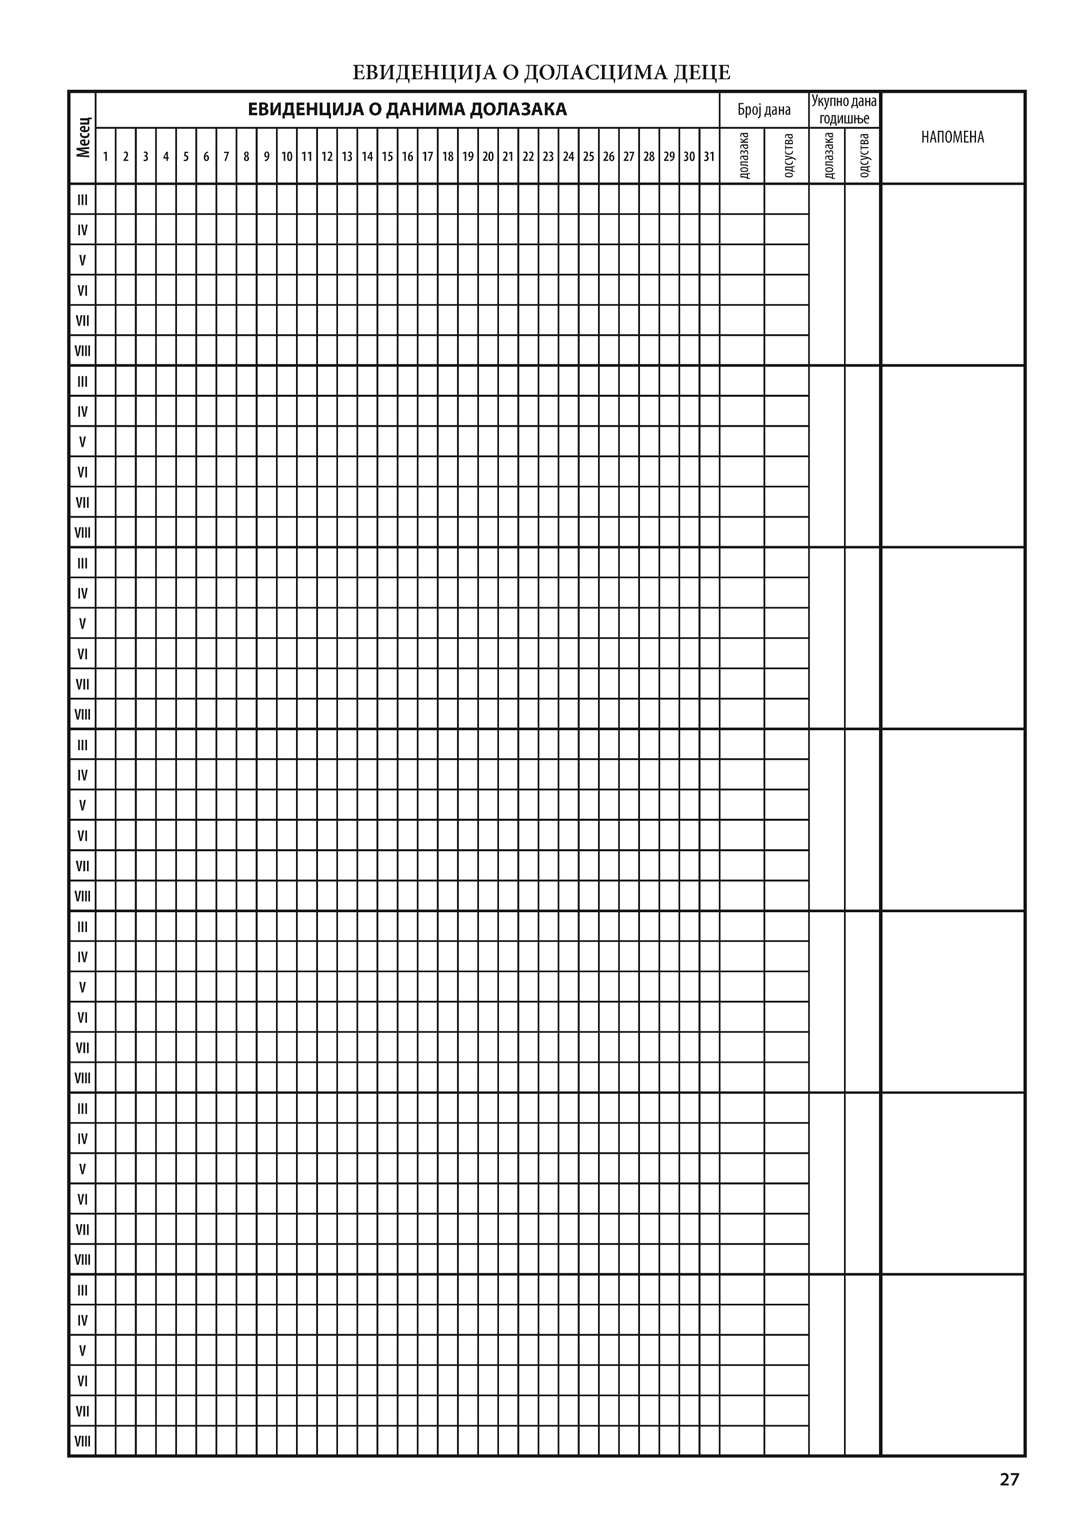 ЕВИДЕНЦИЈА О ДОЛАСЦИМА ДЕЦЕ
Месец
ЕВИДЕНЦИЈА О ДАНИМА ДОЛАЗАКА
Број дана
Укупно дана
годишње
НАПОМЕНА
1 2 3 4 5 6 7 8 9 10 11 12 13 14 15 16 17 18 19 20 21 22 23 24 25 26 27 28 29 30 31
долазака
одсуства
долазака
одсуства
III
IV
V
VI
VII
VIII
III
IV
V
VI
VII
VIII
III
IV
V
VI
VII
VIII
III
IV
V
VI
VII
VIII
III
IV
V
VI
VII
VIII
III
IV
V
VI
VII
VIII
III
IV
V
VI
VII
VIII
27